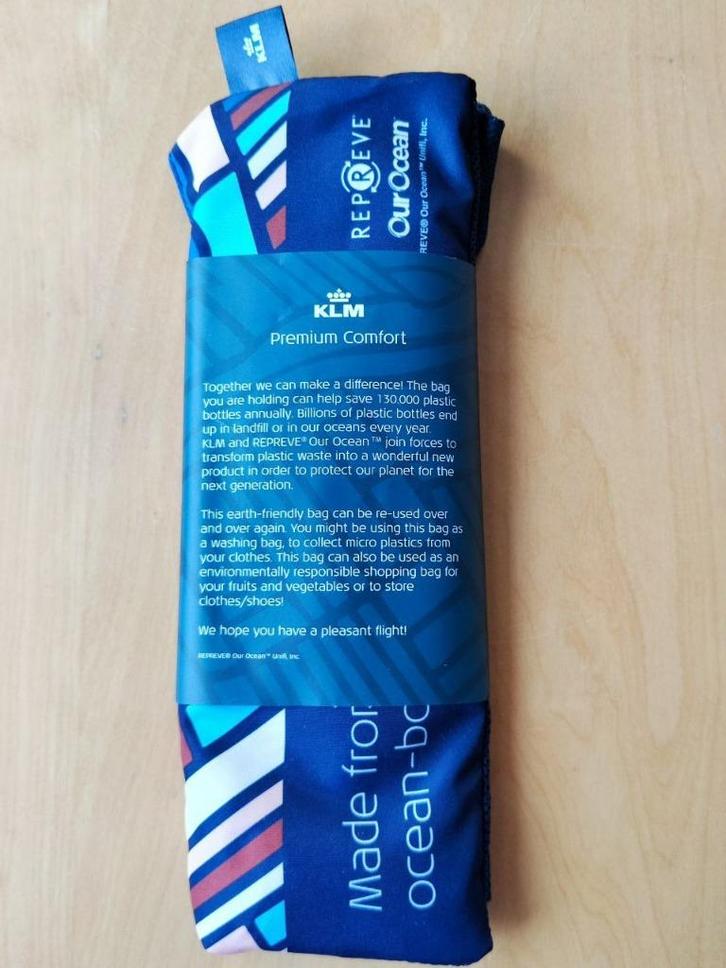 KLM
REPREVE
OurOcean™
REVE® Our Ocean™ Unifi, Inc.
KLM
Premium Comfort
Together we can make a difference! The bag
you are holding can help save 130.000 plastic
bottles annually. Billions of plastic bottles end
up in landfill or in our oceans every year.
KLM and REPREVE® Our Ocean™ join forces to
transform plastic waste into a wonderful new
product in order to protect our planet for the
next generation.
This earth-friendly bag can be re-used over
and over again. You might be using this bag as
a washing bag, to collect micro plastics from
your clothes. This bag can also be used as an
environmentally responsible shopping bag for
your fruits and vegetables or to store
clothes/shoes!
We hope you have a pleasant flight!
REPREVE® Our Ocean™ Unifi, Inc.
Made from
ocean-bo